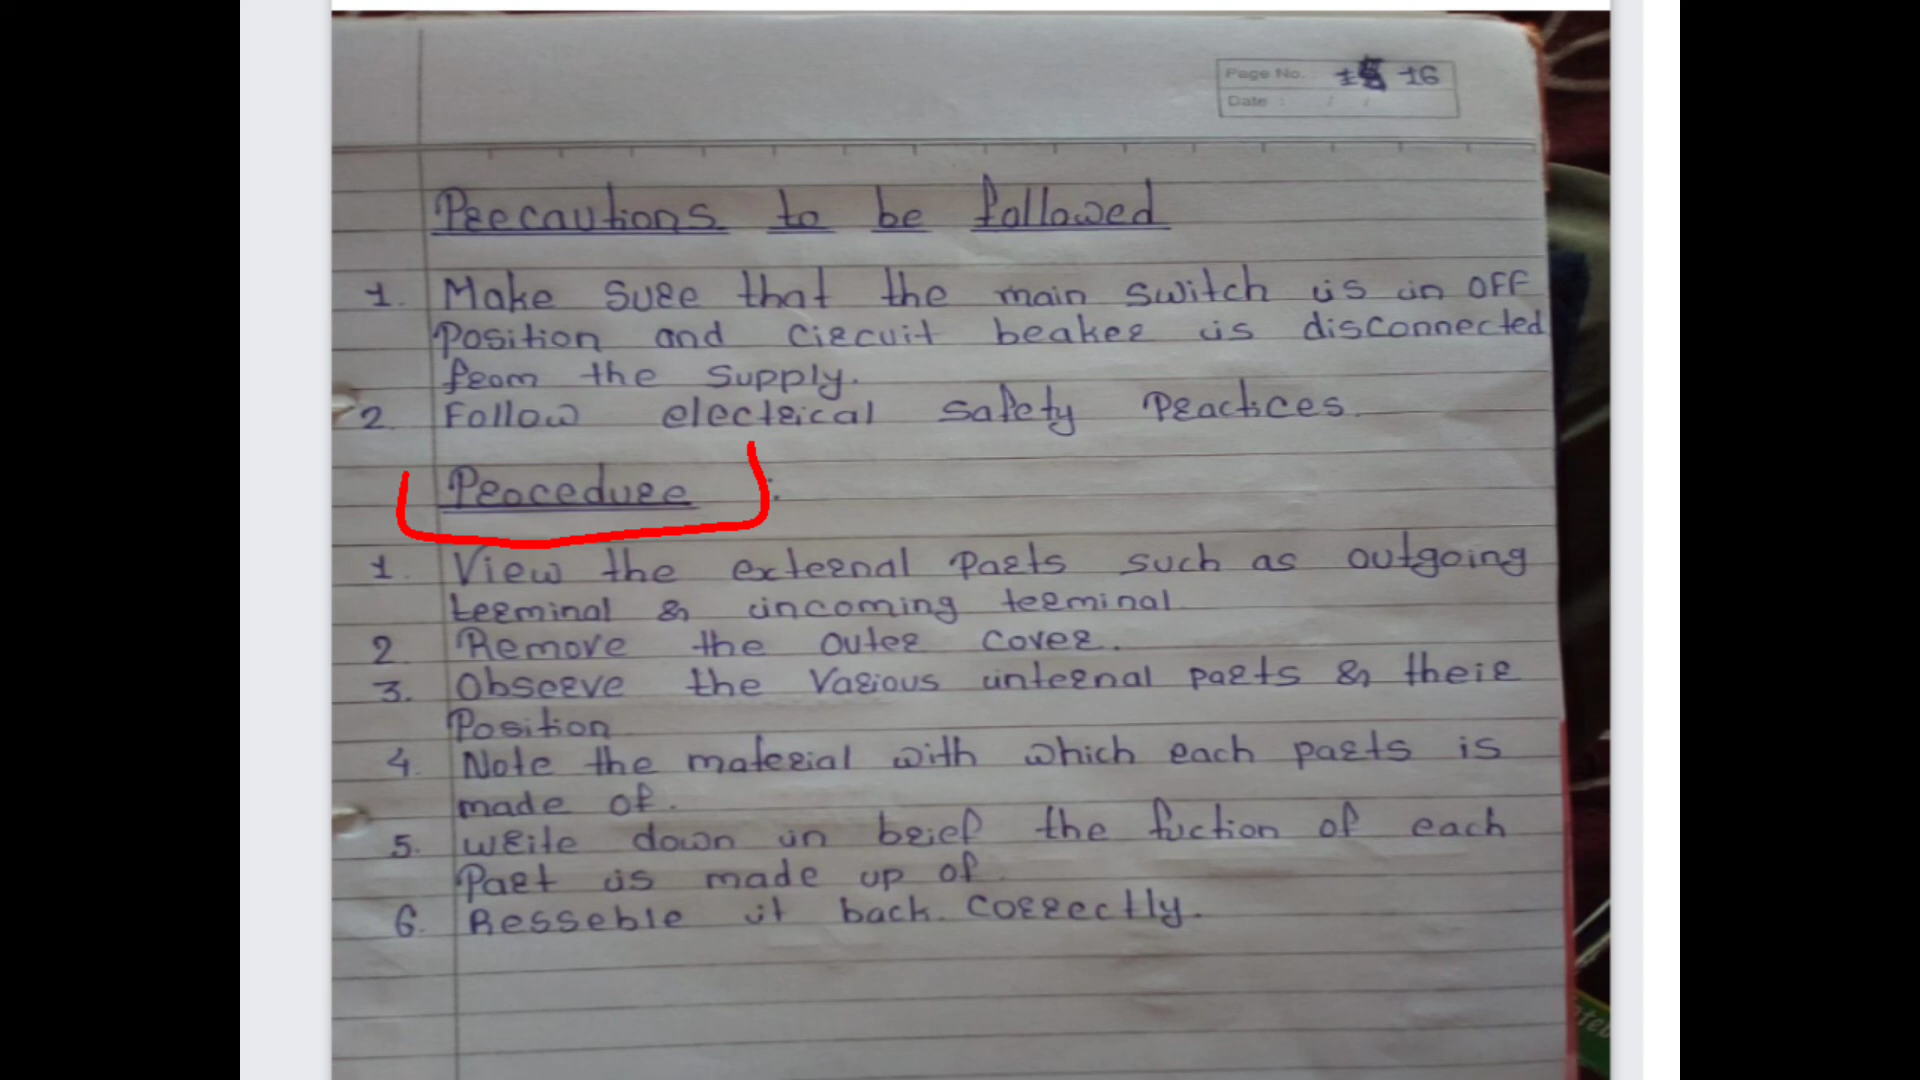 Page No. 16
Date : / /
Precautions to be followed
1. Make sure that the main switch is in OFF
Position and circuit beaker is disconnected
from the supply.
2. Follow electrical safety Practices.
Procedure :
1. View the external Parts such as outgoing
terminal & incoming terminal
2. Remove the outer cover.
3. Observe the Various internal parts & their
Position
4. Note the material with which each parts is
made of.
5. write down in brief the fuction of each
Part is made up of.
6. Resseble it back correctly.